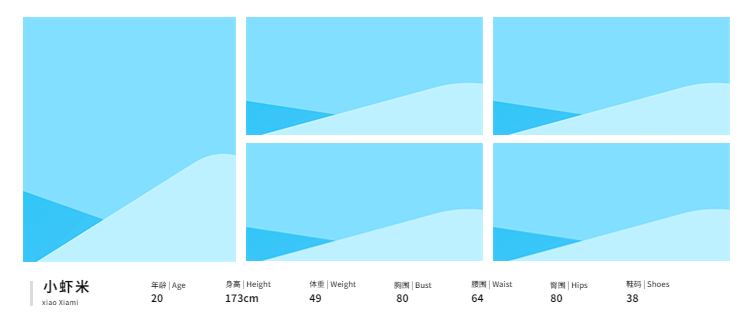 小虾米
xiao Xiami
年龄 | Age
20
身高 | Height
173cm
体重 | Weight
49
胸围 | Bust
80
腰围 | Waist
64
臀围 | Hips
80
鞋码 | Shoes
38